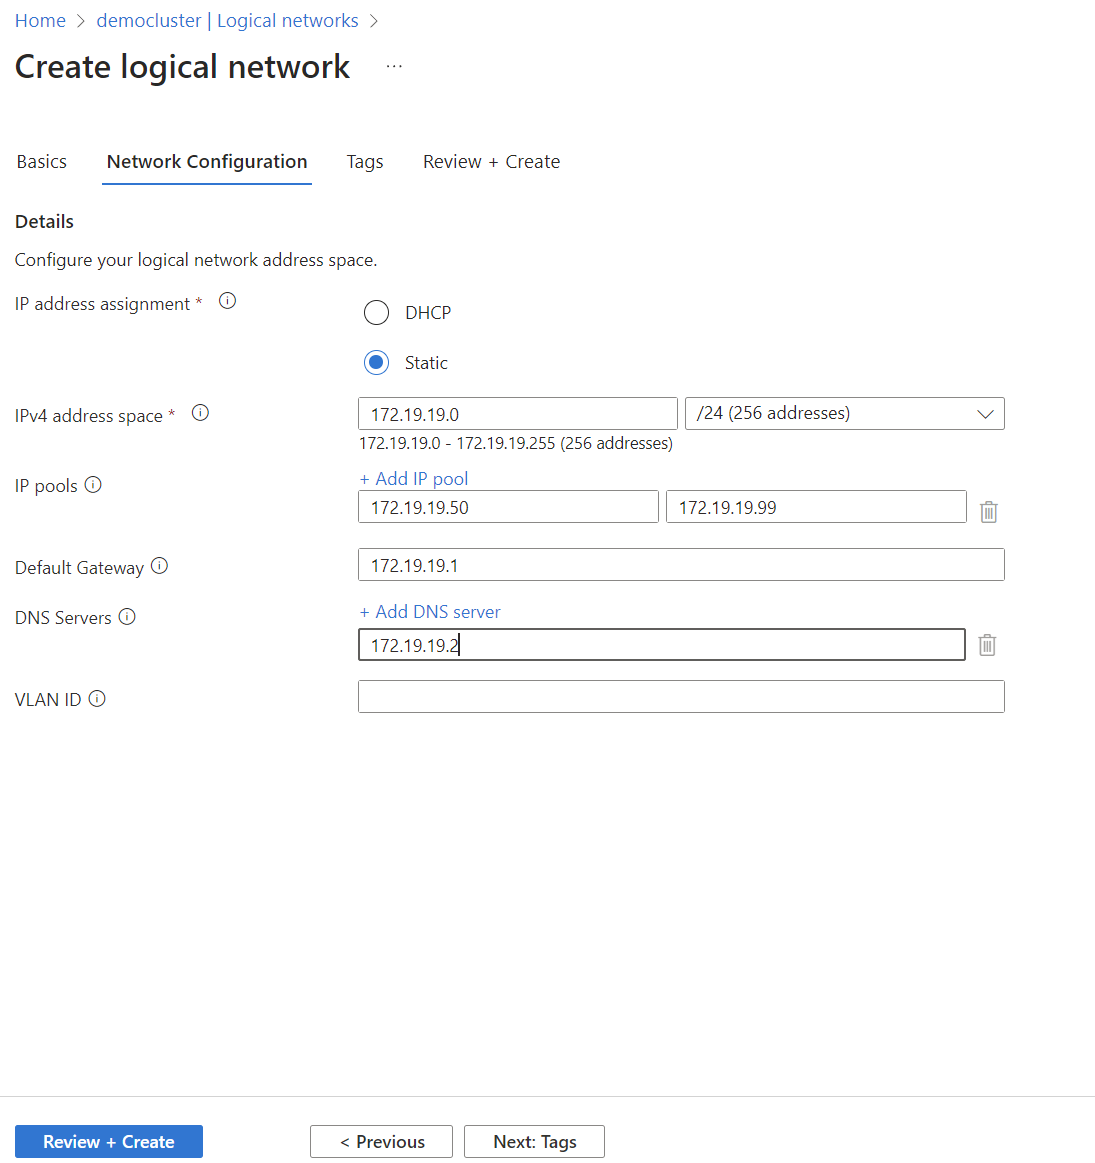 Home > democluster | Logical networks >
Create logical network ...
Basics Network Configuration Tags Review + Create
Details
Configure your logical network address space.
IP address assignment *
DHCP
Static
IPv4 address space * 172.19.19.0 /24 (256 addresses)
172.19.19.0 - 172.19.19.255 (256 addresses)
IP pools + Add IP pool
172.19.19.50 172.19.19.99
Default Gateway 172.19.19.1
DNS Servers + Add DNS server
172.19.19.2
VLAN ID
Review + Create < Previous Next: Tags